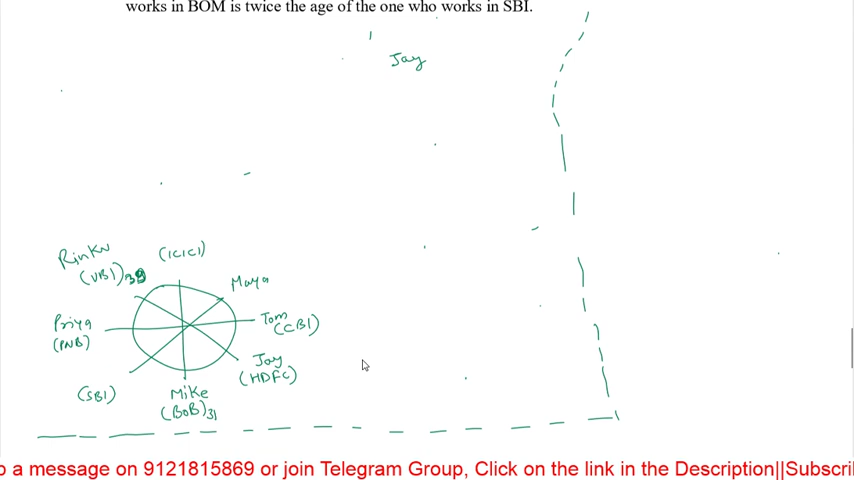 works in BOM is twice the age of the one who works in SBI.
Jay
Rinku
(UBI) 39
(ICICI)
Maya
Tom
(CBI)
Priya
(PNB)
Jay
(HDFC)
(SBI)
Mike
(BOB) 31
o a message on 9121815869 or join Telegram Group, Click on the link in the Description||Subscri